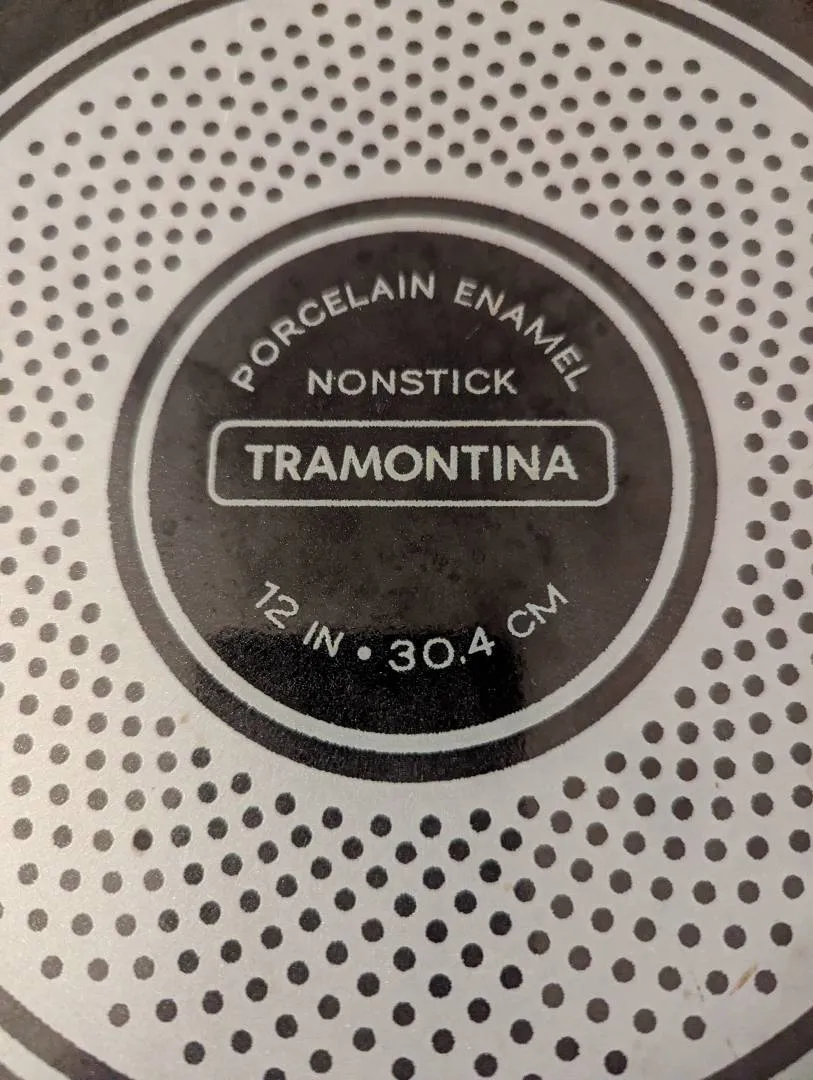 PORCELAIN ENAMEL
NONSTICK
TRAMONTINA
12 IN • 30.4 CM